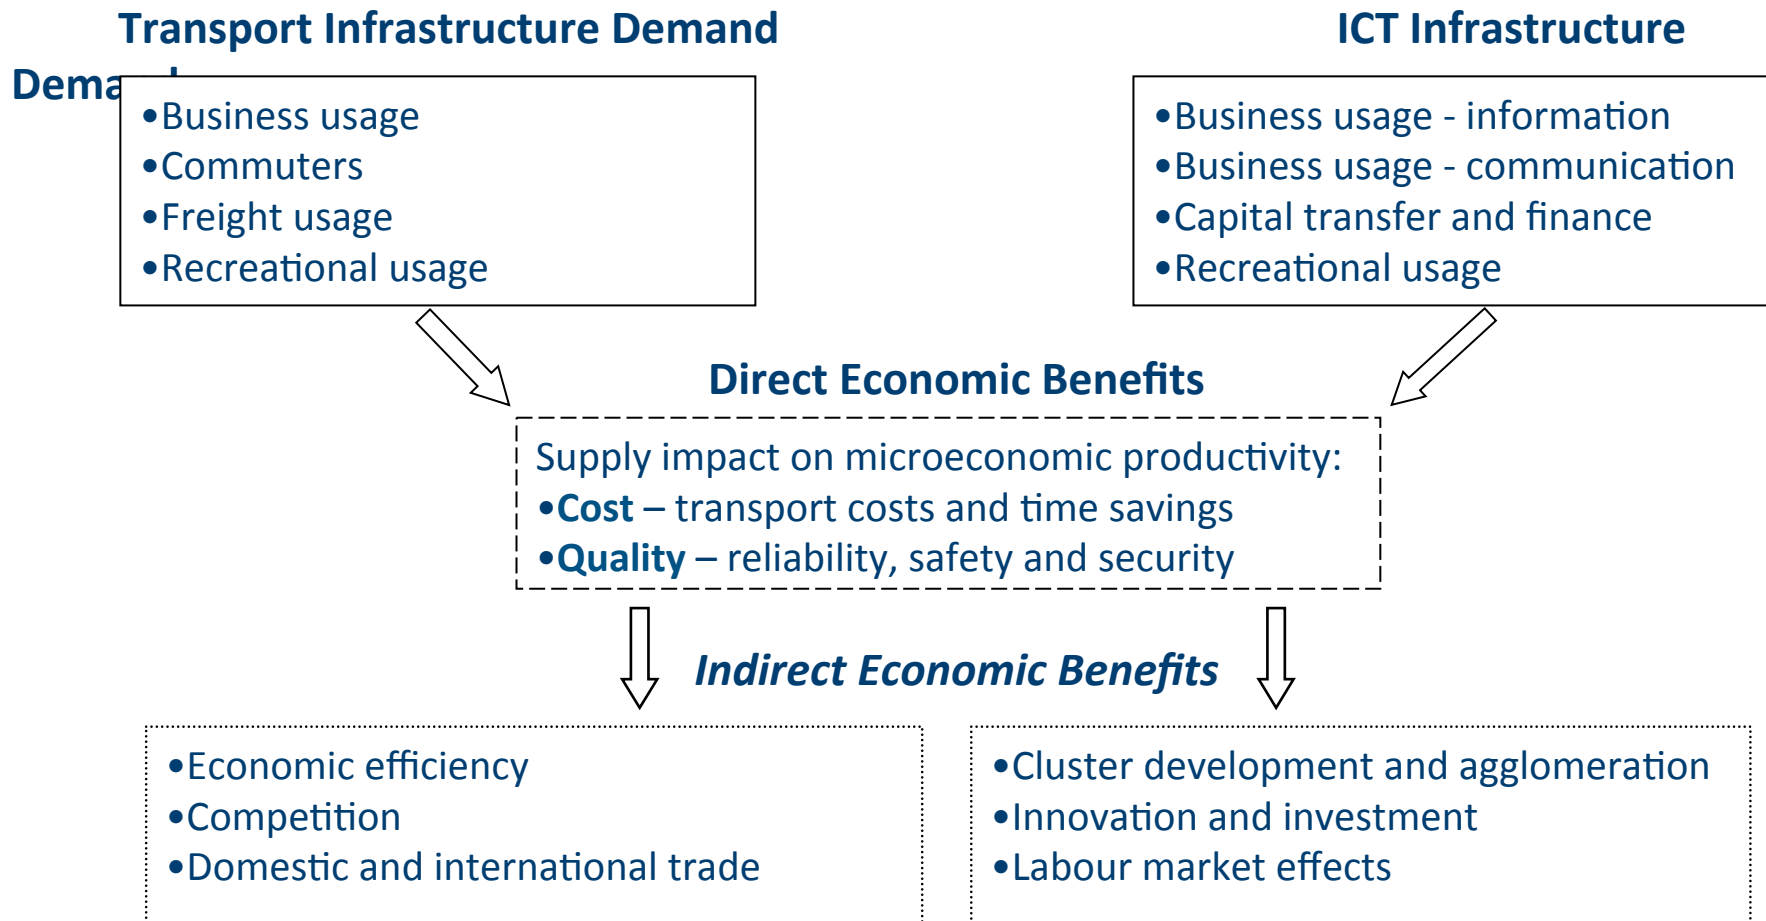 Transport Infrastructure Demand
ICT Infrastructure
Demand
•Business usage
•Commuters
•Freight usage
•Recreational usage
•Business usage - information
•Business usage - communication
•Capital transfer and finance
•Recreational usage
Direct Economic Benefits
Supply impact on microeconomic productivity:
•Cost – transport costs and time savings
•Quality – reliability, safety and security
Indirect Economic Benefits
•Economic efficiency
•Competition
•Domestic and international trade
•Cluster development and agglomeration
•Innovation and investment
•Labour market effects